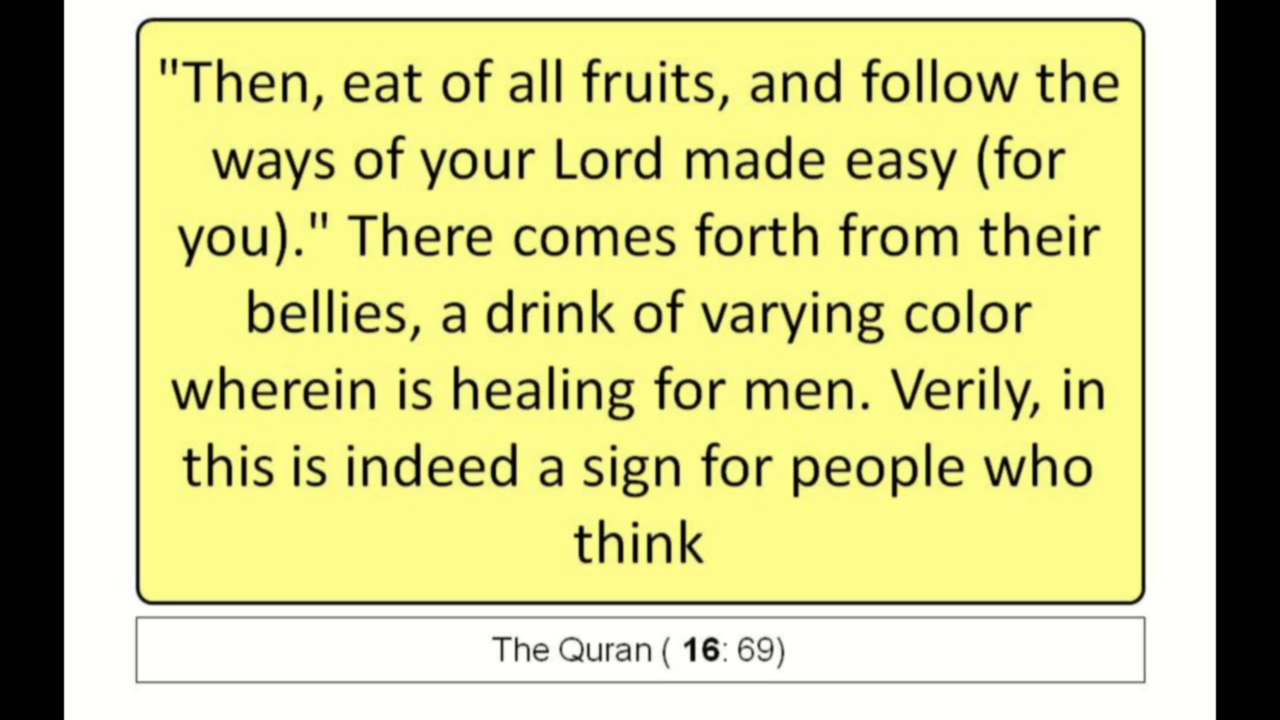 "Then, eat of all fruits, and follow the
ways of your Lord made easy (for
you)." There comes forth from their
bellies, a drink of varying color
wherein is healing for men. Verily, in
this is indeed a sign for people who
think
The Quran ( 16: 69)